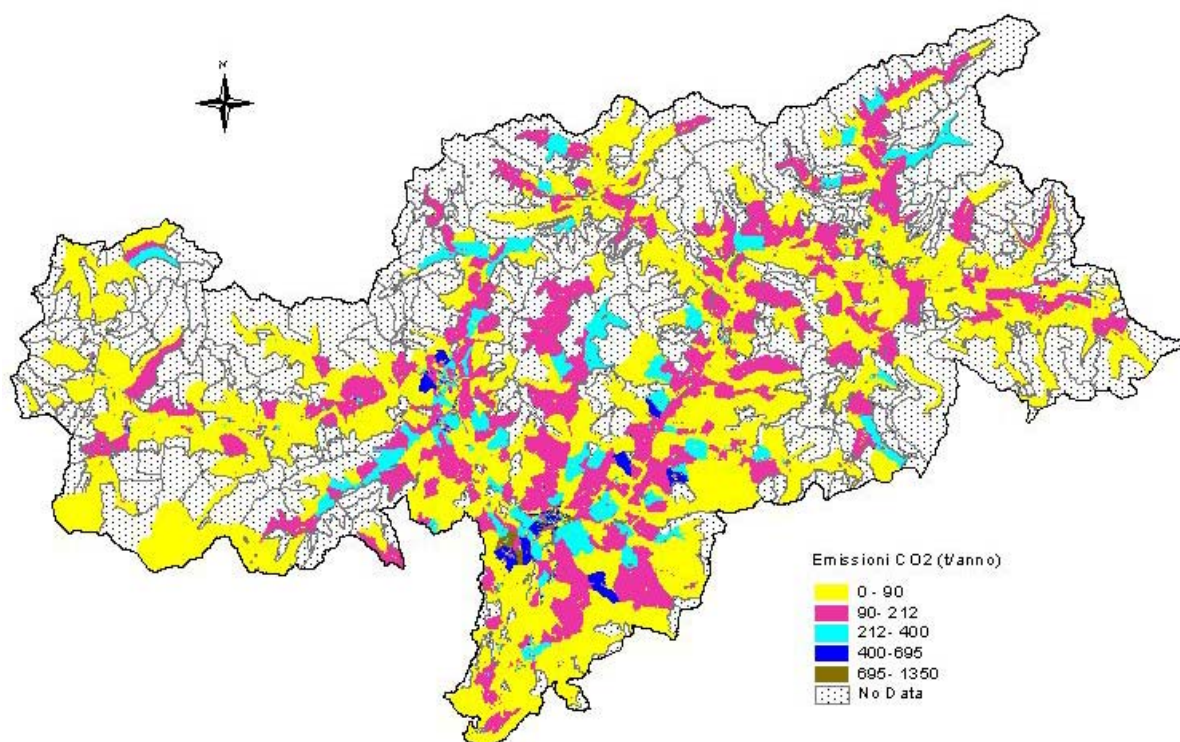 N
Emissioni CO2 (t/anno)
0 - 90
90- 212
212- 400
400-695
695- 1350
No Data